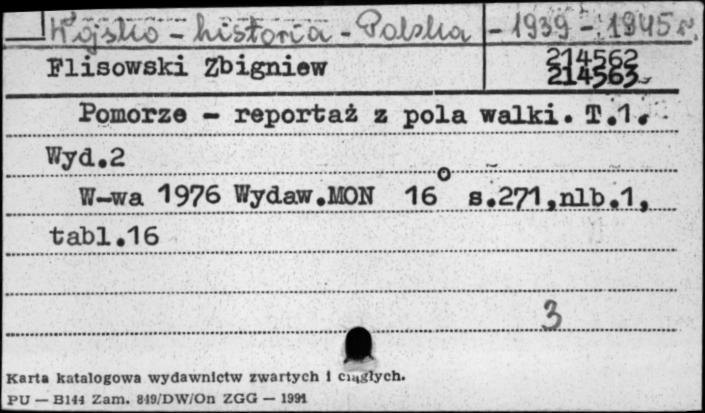 Wojsko - historia - Polska - 1939 - 1945 r.
Flisowski Zbigniew 214562
214563
Pomorze - reportaż z pola walki. T.1.
Wyd.2
W-wa 1976 Wydaw.MON 16° s.271,nlb.1,
tabl.16
3
Karta katalogowa wydawnictw zwartych i ciągłych.
PU — B144 Zam. 849/DW/On ZGG — 1991